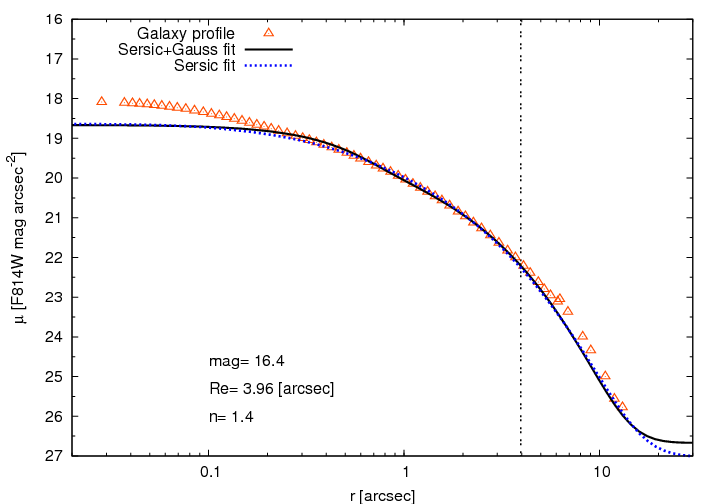 16
17
18
19
20
21
22
23
24
25
26
27
μ [F814W mag arcsec⁻²]
Galaxy profile
Sersic+Gauss fit
Sersic fit
mag= 16.4
Re= 3.96 [arcsec]
n= 1.4
0.1 1 10
r [arcsec]